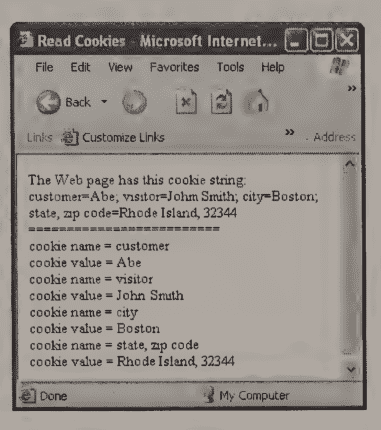 Read Cookies - Microsoft Internet...
File Edit View Favorites Tools Help
Back
»
Links Customize Links » Address
The Web page has this cookie string:
customer=Abe; visitor=John Smith; city=Boston;
state, zip code=Rhode Island, 32344
=========================
cookie name = customer
cookie value = Abe
cookie name = visitor
cookie value = John Smith
cookie name = city
cookie value = Boston
cookie name = state, zip code
cookie value = Rhode Island, 32344
Done My Computer